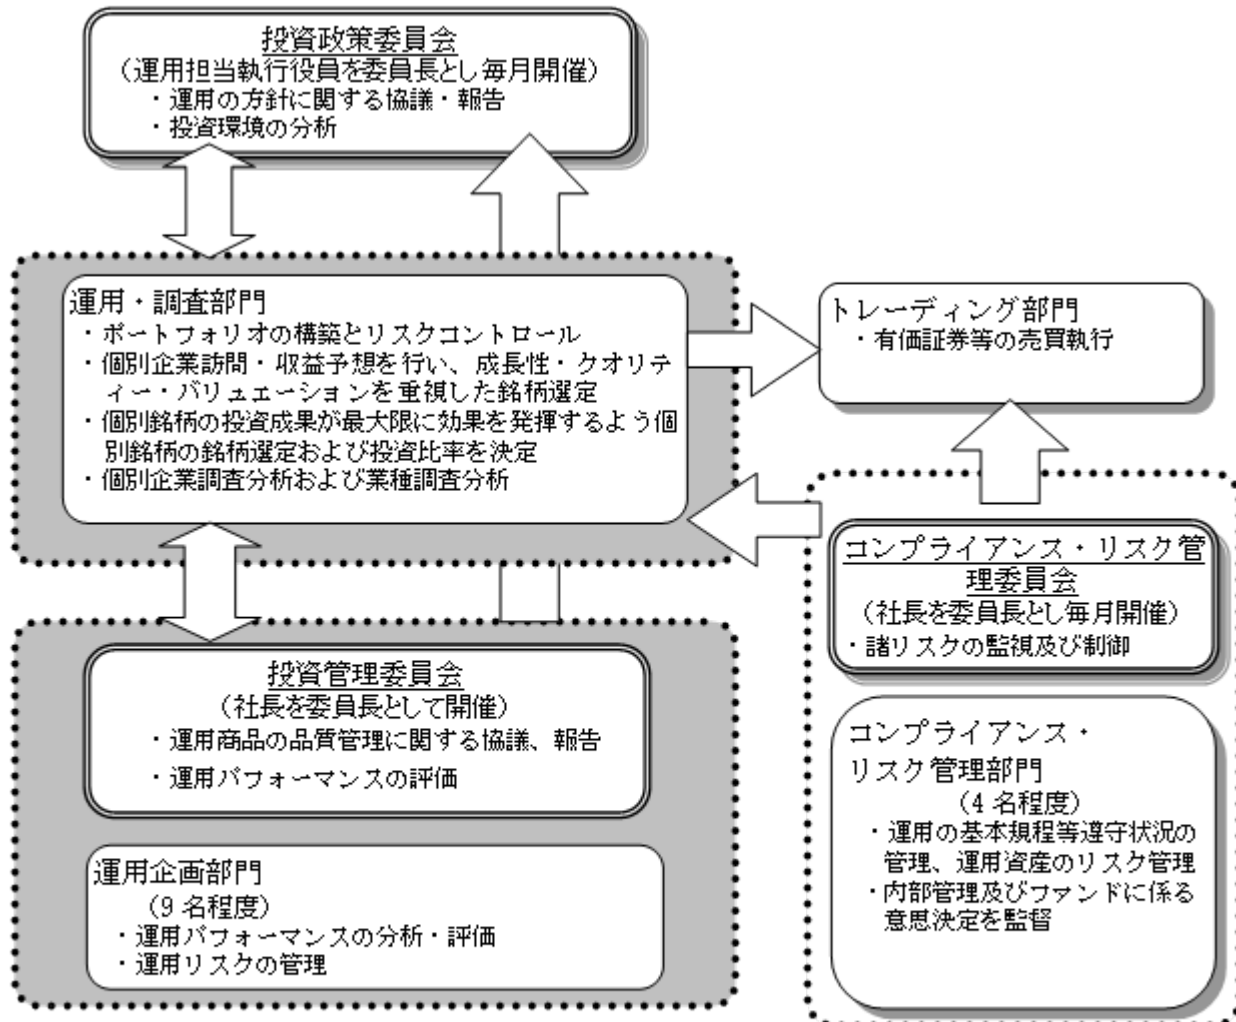 投資政策委員会
（運用担当執行役員を委員長とし毎月開催）
・運用の方針に関する協議・報告
・投資環境の分析
運用・調査部門
・ポートフォリオの構築とリスクコントロール
・個別企業訪問・収益予想を行い、成長性・クオリテ
ィー・バリュエーションを重視した銘柄選定
・個別銘柄の投資成果が最大限に効果を発揮するよう個
別銘柄の銘柄選定および投資比率を決定
・個別企業調査分析および業種調査分析
トレーディング部門
・有価証券等の売買執行
投資管理委員会
（社長を委員長として開催）
・運用商品の品質管理に関する協議、報告
・運用パフォーマンスの評価
運用企画部門
（9名程度）
・運用パフォーマンスの分析・評価
・運用リスクの管理
コンプライアンス・リスク管
理委員会
（社長を委員長とし毎月開催）
・諸リスクの監視及び制御
コンプライアンス・
リスク管理部門
（4名程度）
・運用の基本規程等遵守状況の
管理、運用資産のリスク管理
・内部管理及びファンドに係る
意思決定を監督